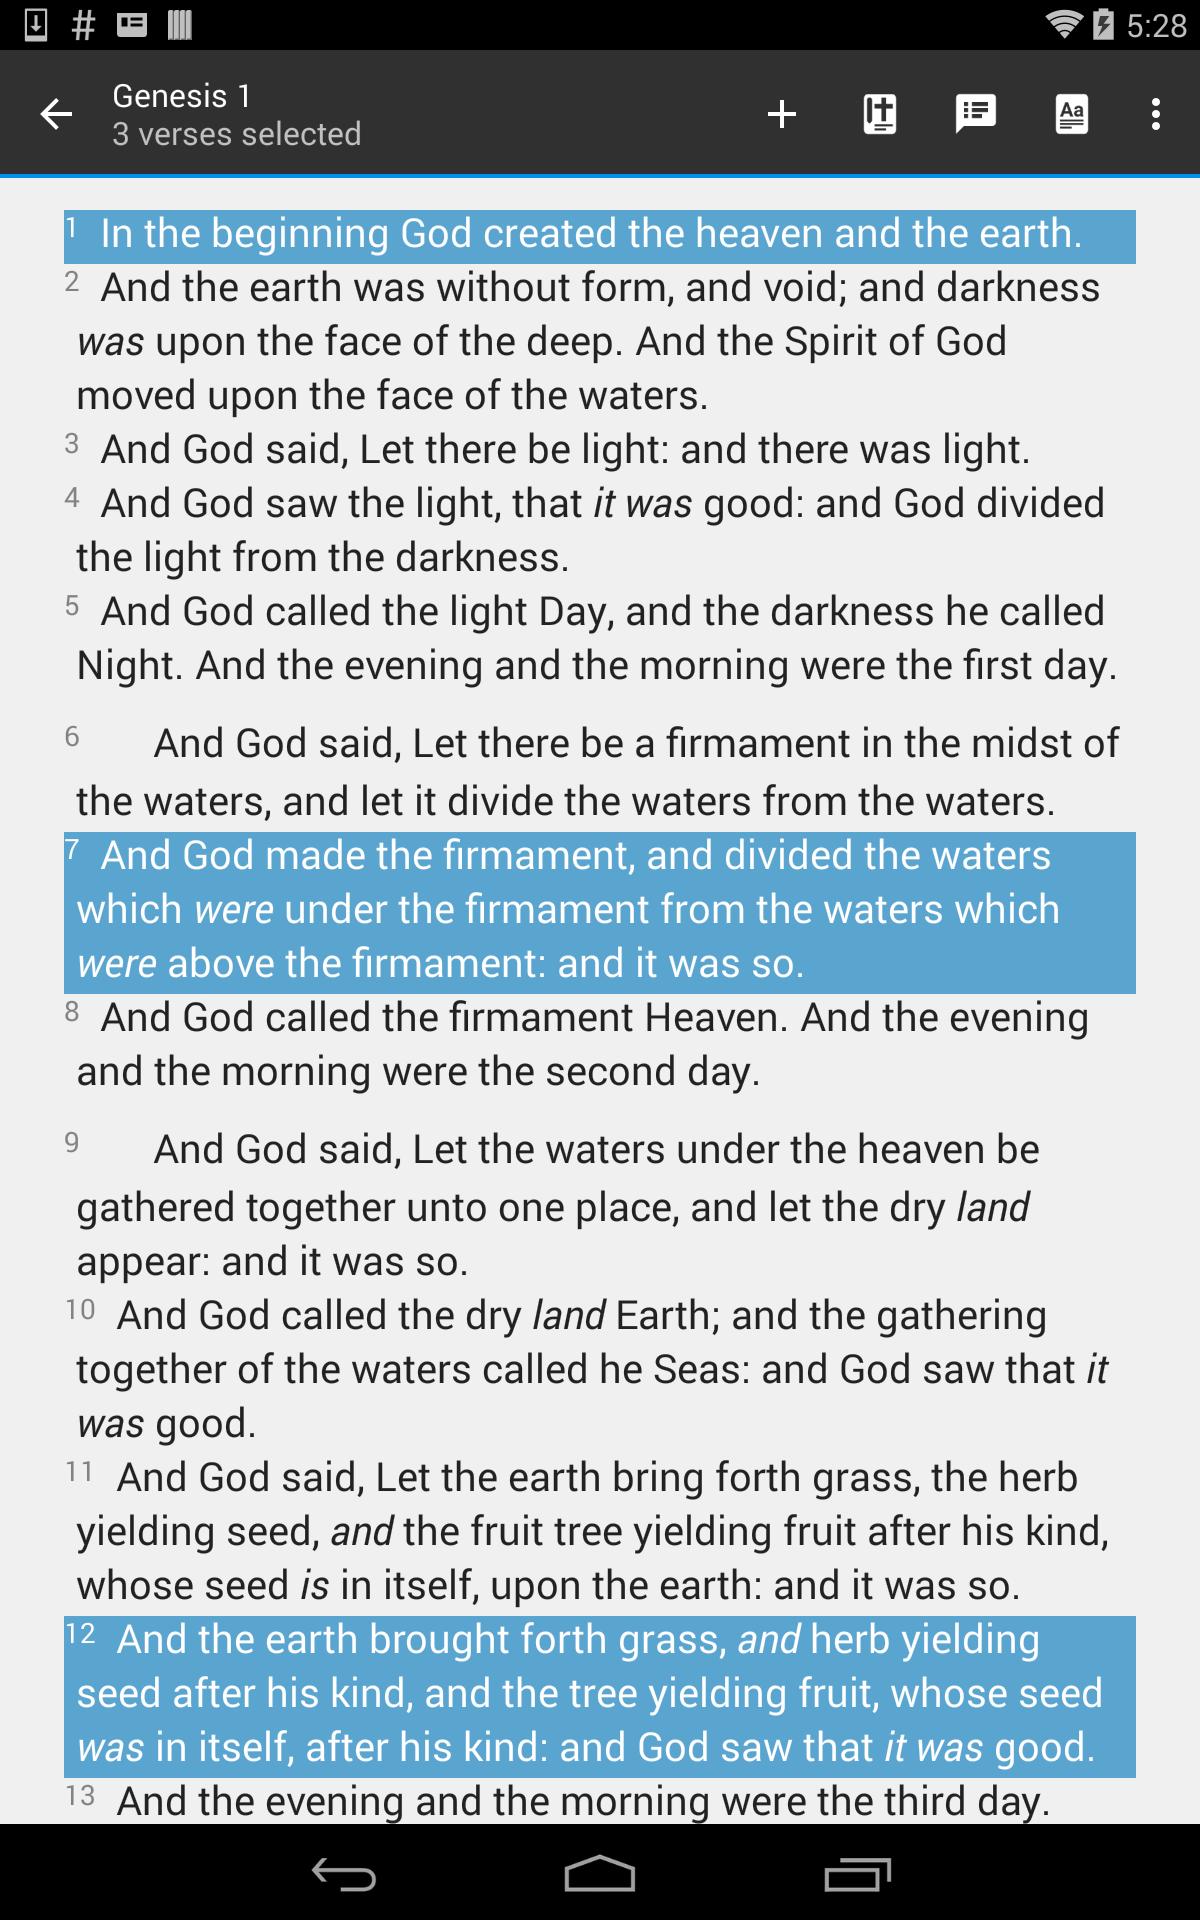 5:28
Genesis 1
3 verses selected
Aa
1 In the beginning God created the heaven and the earth.
2 And the earth was without form, and void; and darkness
was upon the face of the deep. And the Spirit of God
moved upon the face of the waters.
3 And God said, Let there be light: and there was light.
4 And God saw the light, that it was good: and God divided
the light from the darkness.
5 And God called the light Day, and the darkness he called
Night. And the evening and the morning were the first day.
6 And God said, Let there be a firmament in the midst of
the waters, and let it divide the waters from the waters.
7 And God made the firmament, and divided the waters
which were under the firmament from the waters which
were above the firmament: and it was so.
8 And God called the firmament Heaven. And the evening
and the morning were the second day.
9 And God said, Let the waters under the heaven be
gathered together unto one place, and let the dry land
appear: and it was so.
10 And God called the dry land Earth; and the gathering
together of the waters called he Seas: and God saw that it
was good.
11 And God said, Let the earth bring forth grass, the herb
yielding seed, and the fruit tree yielding fruit after his kind,
whose seed is in itself, upon the earth: and it was so.
12 And the earth brought forth grass, and herb yielding
seed after his kind, and the tree yielding fruit, whose seed
was in itself, after his kind: and God saw that it was good.
13 And the evening and the morning were the third day.